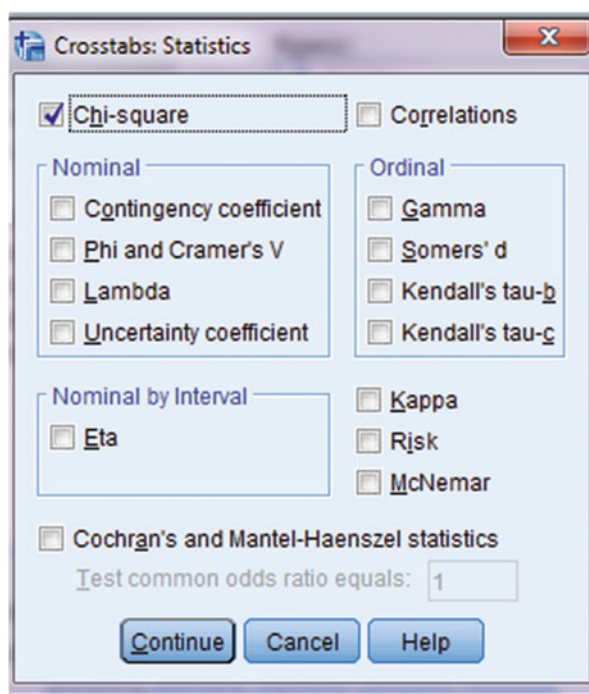 Crosstabs: Statistics
Chi-square
Correlations
Nominal
Contingency coefficient
Phi and Cramer's V
Lambda
Uncertainty coefficient
Ordinal
Gamma
Somers' d
Kendall's tau-b
Kendall's tau-c
Nominal by Interval
Eta
Kappa
Risk
McNemar
Cochran's and Mantel-Haenszel statistics
Test common odds ratio equals: 1
Continue Cancel Help